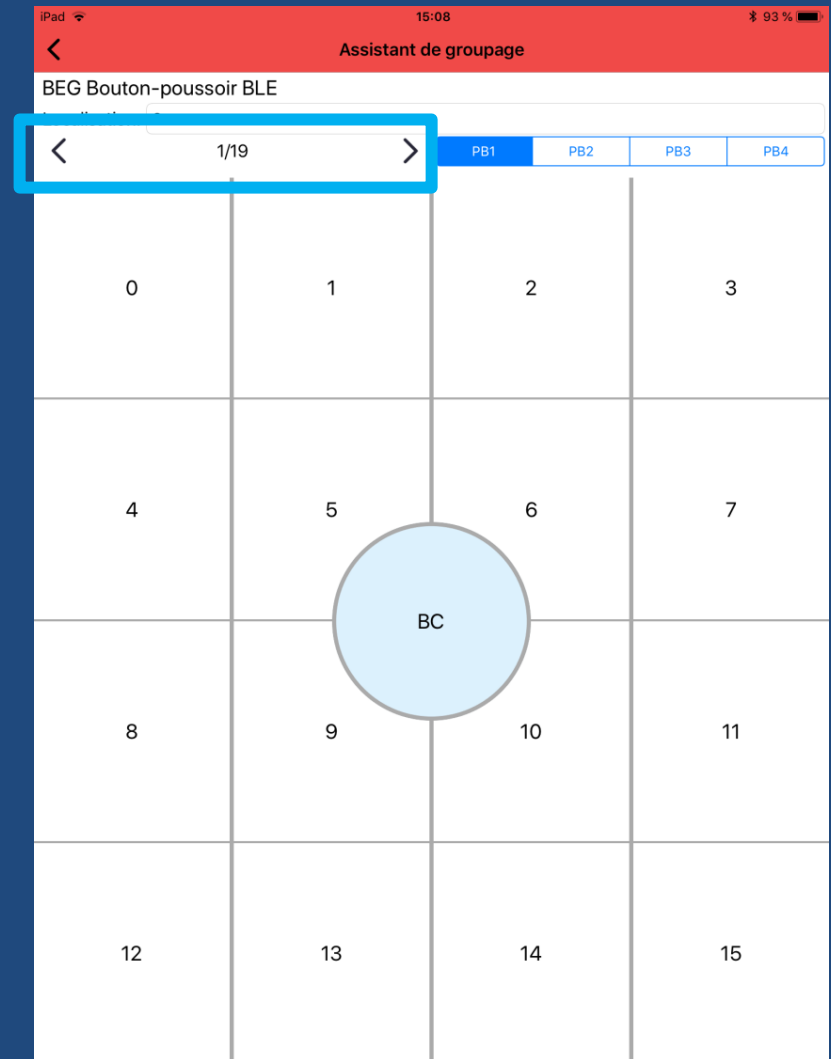 iPad 15:08 93 %
Assistant de groupage
BEG Bouton-poussoir BLE
1/19 PB1 PB2 PB3 PB4
0 1 2 3
4 5 6 7
BC
8 9 10 11
12 13 14 15